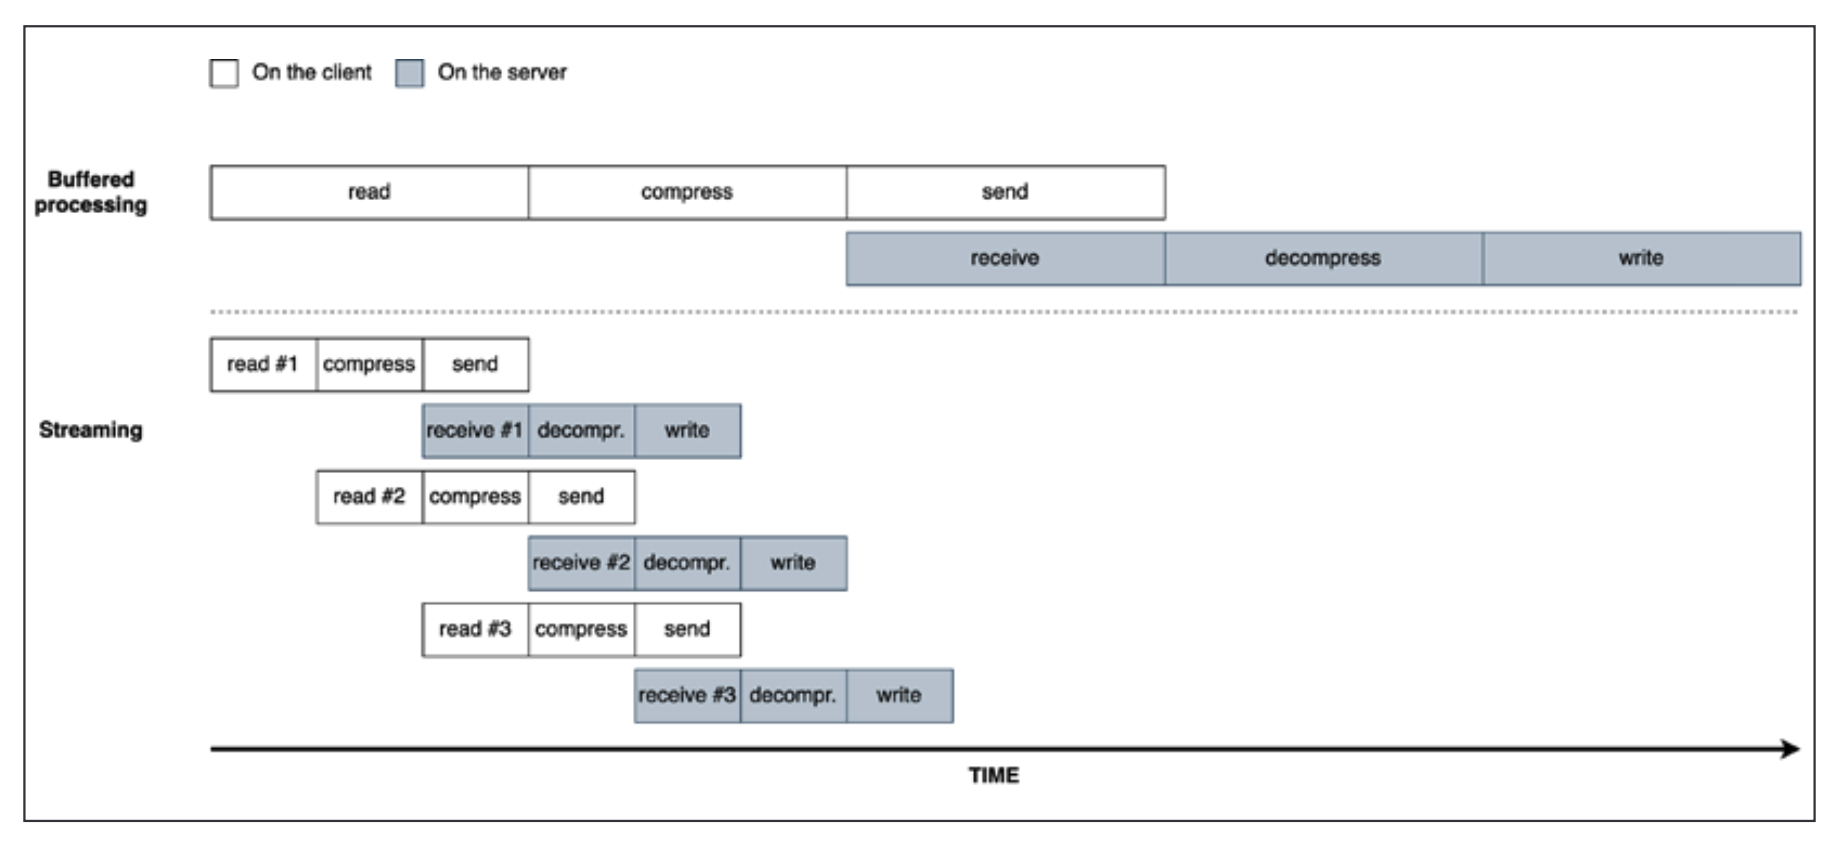 On the client
On the server
Buffered
processing
read
compress
send
receive
decompress
write
read #1
compress
send
Streaming
receive #1
decompr.
write
read #2
compress
send
receive #2
decompr.
write
read #3
compress
send
receive #3
decompr.
write
TIME